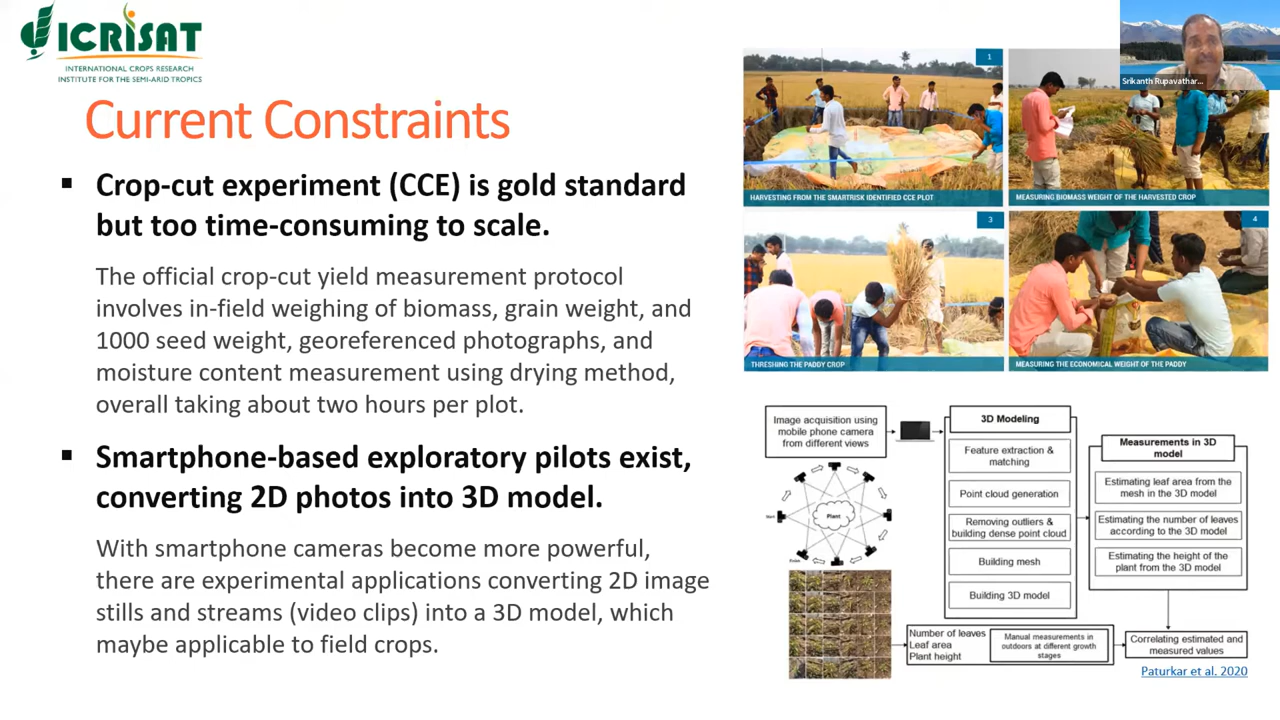 ICRISAT
INTERNATIONAL CROPS RESEARCH
INSTITUTE FOR THE SEMI-ARID TROPICS
Current Constraints
Crop-cut experiment (CCE) is gold standard
but too time-consuming to scale.
The official crop-cut yield measurement protocol
involves in-field weighing of biomass, grain weight, and
1000 seed weight, georeferenced photographs, and
moisture content measurement using drying method,
overall taking about two hours per plot.
Smartphone-based exploratory pilots exist,
converting 2D photos into 3D model.
With smartphone cameras become more powerful,
there are experimental applications converting 2D image
stills and streams (video clips) into a 3D model, which
maybe applicable to field crops.
Srikanth Rupavathar...
1
HARVESTING FROM THE SMARTRISK IDENTIFIED CCE PLOT
MEASURING BIOMASS WEIGHT OF THE HARVESTED CROP
3
THRESHING THE PADDY CROP
4
MEASURING THE ECONOMICAL WEIGHT OF THE PADDY
Image acquisition using
mobile phone camera
from different views
Plant
3D Modeling
Feature extraction &
matching
Point cloud generation
Removing outliers &
building dense point cloud
Building mesh
Building 3D model
Measurements in 3D
model
Estimating leaf area from the
mesh in the 3D model
Estimating the number of leaves
according to the 3D model
Estimating the height of the
plant from the 3D model
Number of leaves
Leaf area
Plant height
Manual measurements in
outdoors at different growth
stages
Correlating estimated and
measured values
Paturkar et al. 2020